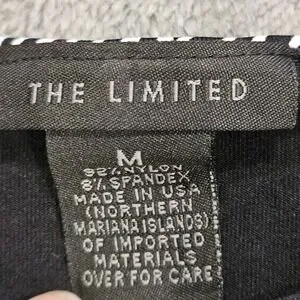 THE LIMITED
M
92% NYLON
8% SPANDEX
MADE IN USA
(NORTHERN
MARIANA ISLANDS)
OF IMPORTED
MATERIALS
OVER FOR CARE